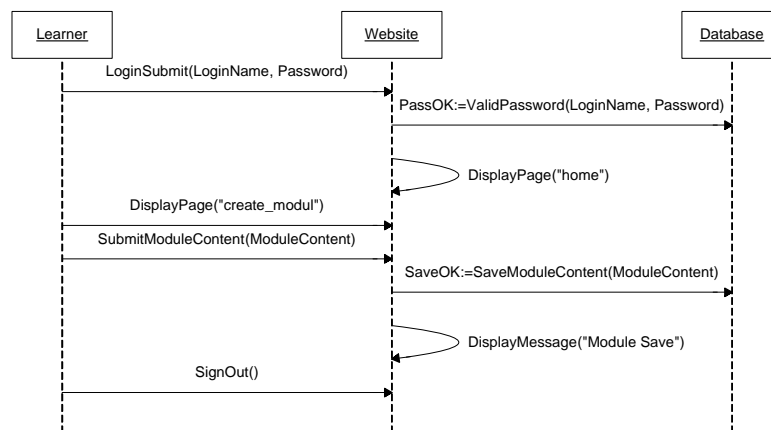 Learner
Website
Database
LoginSubmit(LoginName, Password)
PassOK:=ValidPassword(LoginName, Password)
DisplayPage("home")
DisplayPage("create_modul")
SubmitModuleContent(ModuleContent)
SaveOK:=SaveModuleContent(ModuleContent)
DisplayMessage("Module Save")
SignOut()